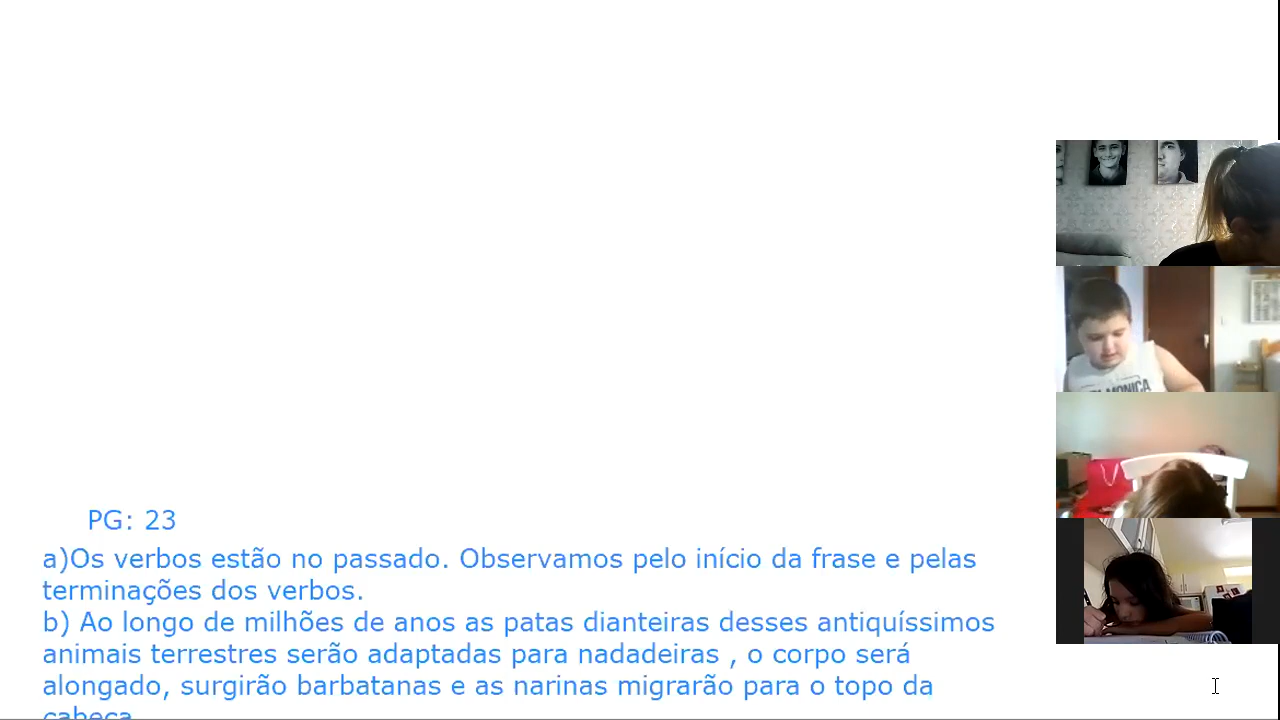 PG: 23
a)Os verbos estão no passado. Observamos pelo início da frase e pelas
terminações dos verbos.
b) Ao longo de milhões de anos as patas dianteiras desses antiquíssimos
animais terrestres serão adaptadas para nadadeiras , o corpo será
alongado, surgirão barbatanas e as narinas migrarão para o topo da
cabeça